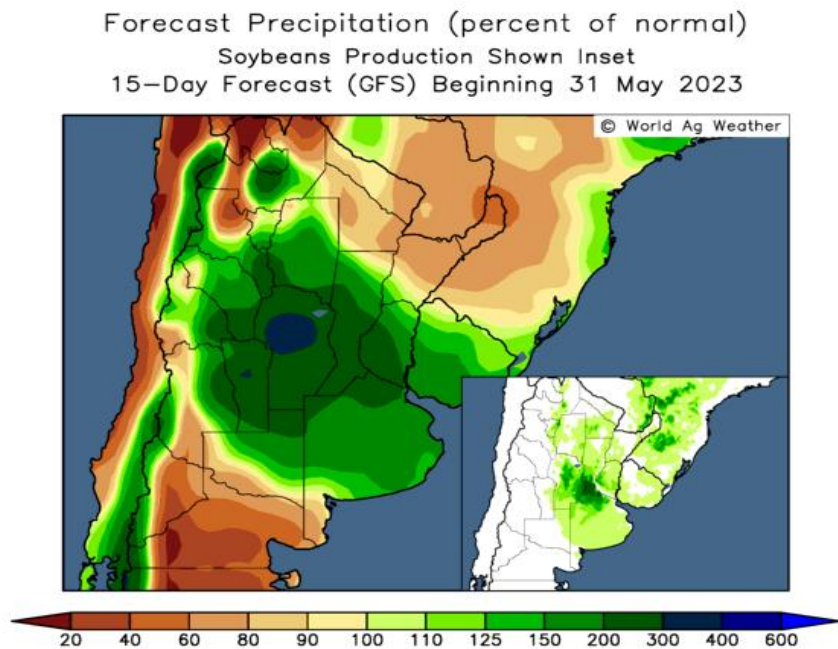 Forecast Precipitation (percent of normal)
Soybeans Production Shown Inset
15-Day Forecast (GFS) Beginning 31 May 2023
© World Ag Weather
20 40 60 80 90 100 110 125 150 200 300 400 600